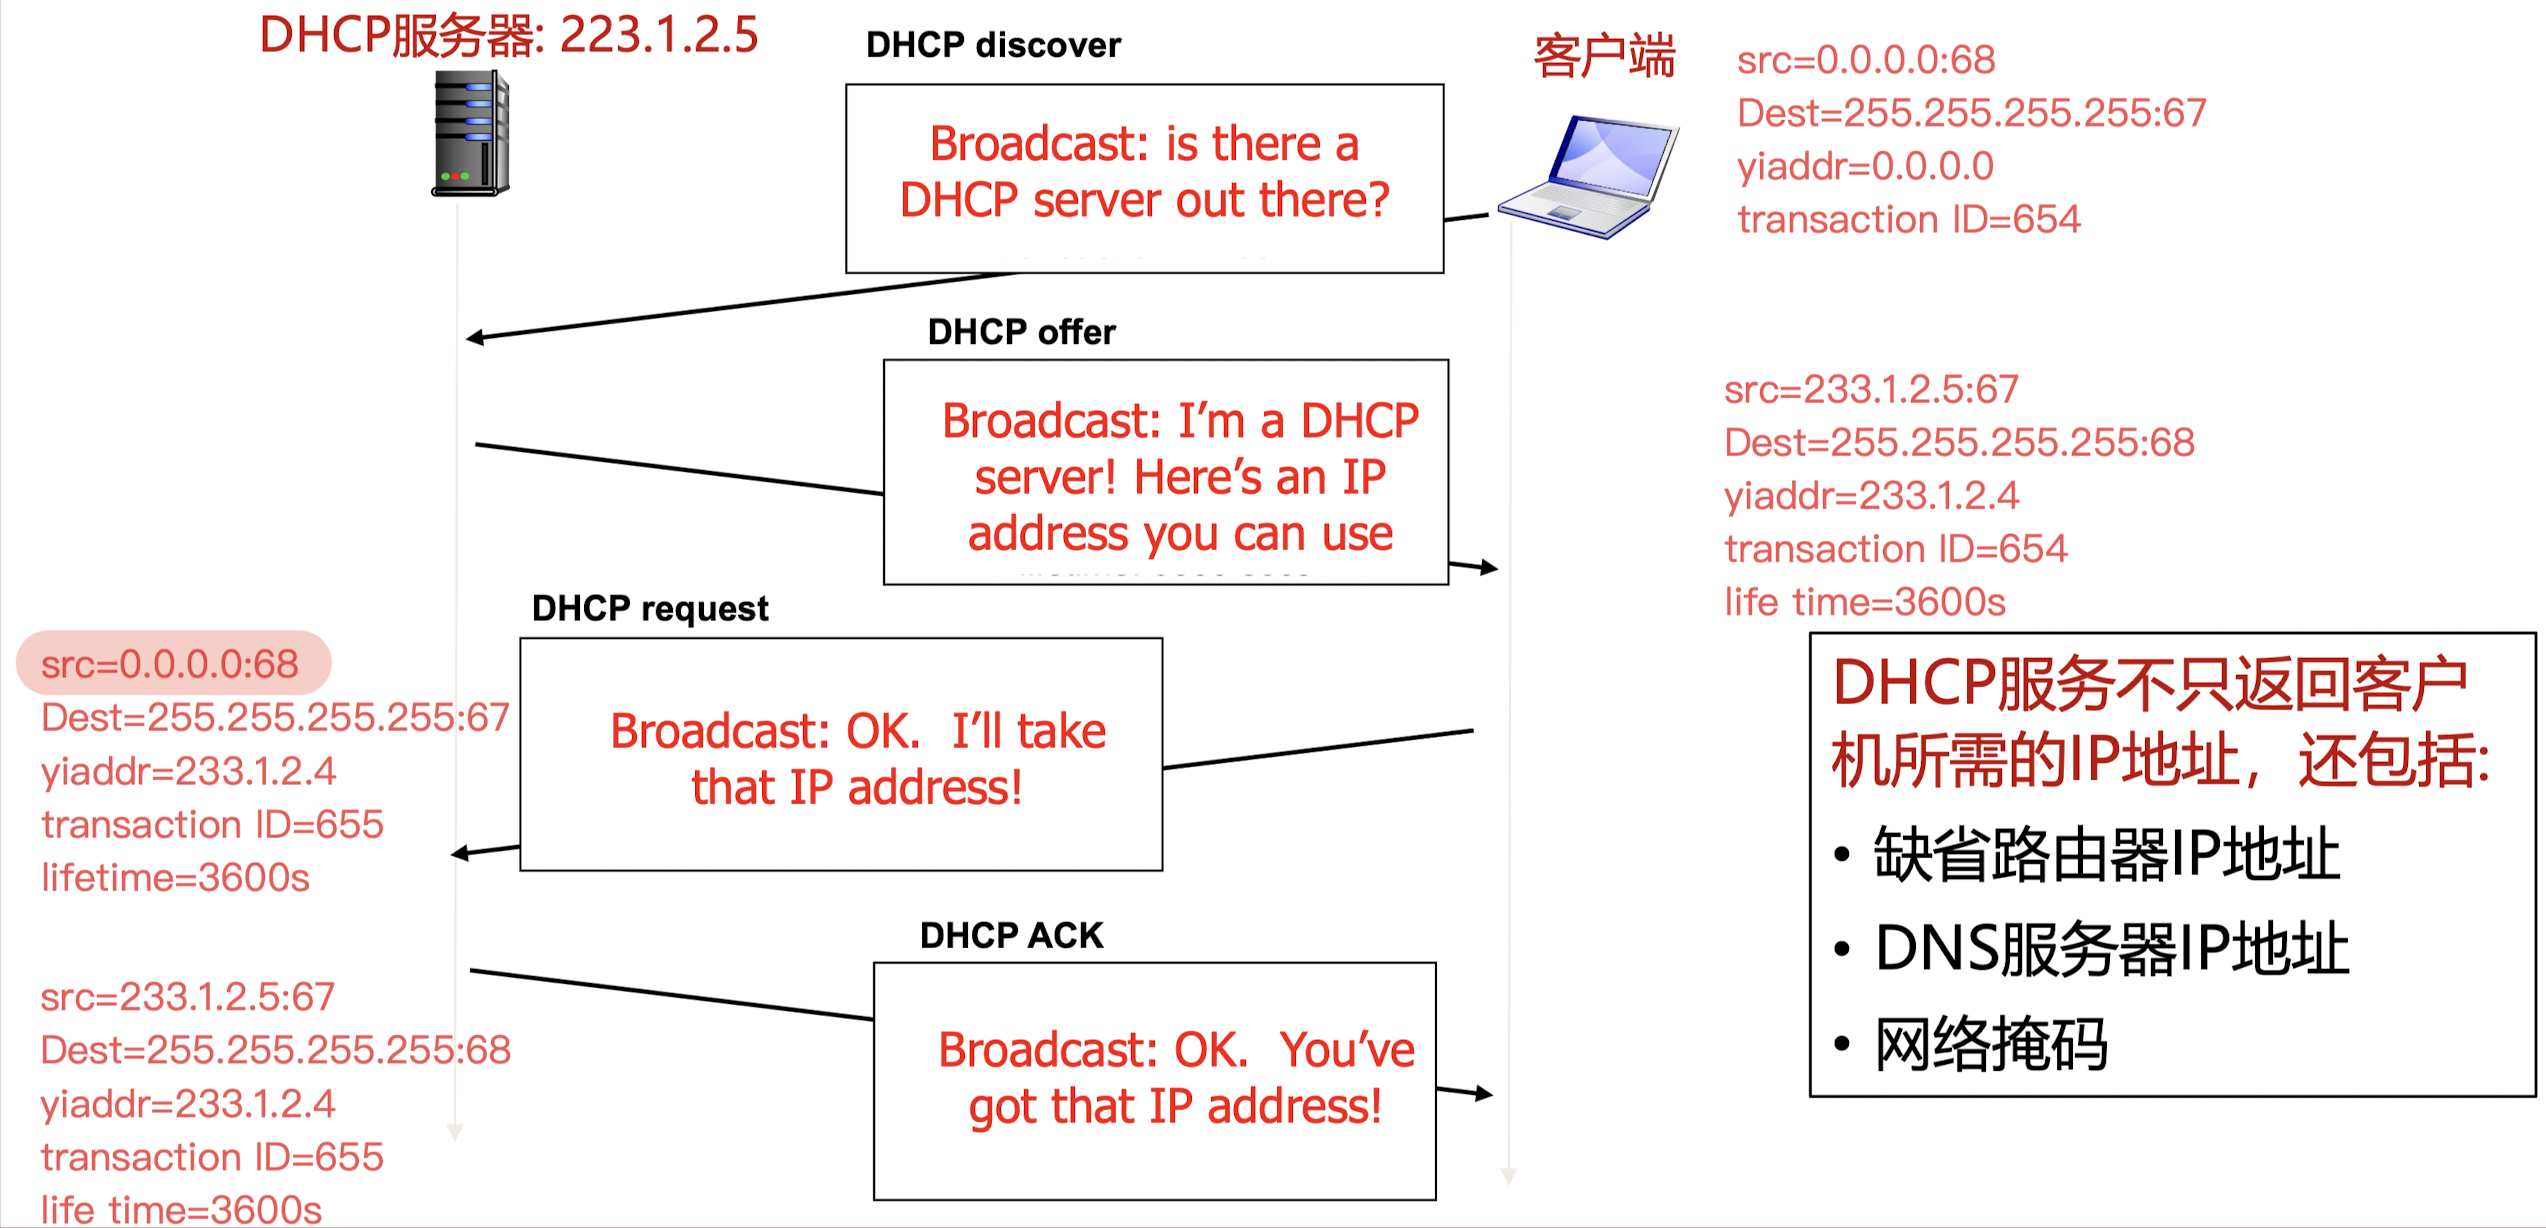 DHCP服务器: 223.1.2.5
DHCP discover
客户端
Broadcast: is there a
DHCP server out there?
src=0.0.0.0:68
Dest=255.255.255.255:67
yiaddr=0.0.0.0
transaction ID=654
DHCP offer
Broadcast: I’m a DHCP
server! Here’s an IP
address you can use
src=233.1.2.5:67
Dest=255.255.255.255:68
yiaddr=233.1.2.4
transaction ID=654
life time=3600s
DHCP request
Broadcast: OK.  I’ll take
that IP address!
src=0.0.0.0:68
Dest=255.255.255.255:67
yiaddr=233.1.2.4
transaction ID=655
lifetime=3600s
DHCP ACK
Broadcast: OK.  You’ve
got that IP address!
src=233.1.2.5:67
Dest=255.255.255.255:68
yiaddr=233.1.2.4
transaction ID=655
life time=3600s
DHCP服务不只返回客户
机所需的IP地址，还包括:
• 缺省路由器IP地址
• DNS服务器IP地址
• 网络掩码